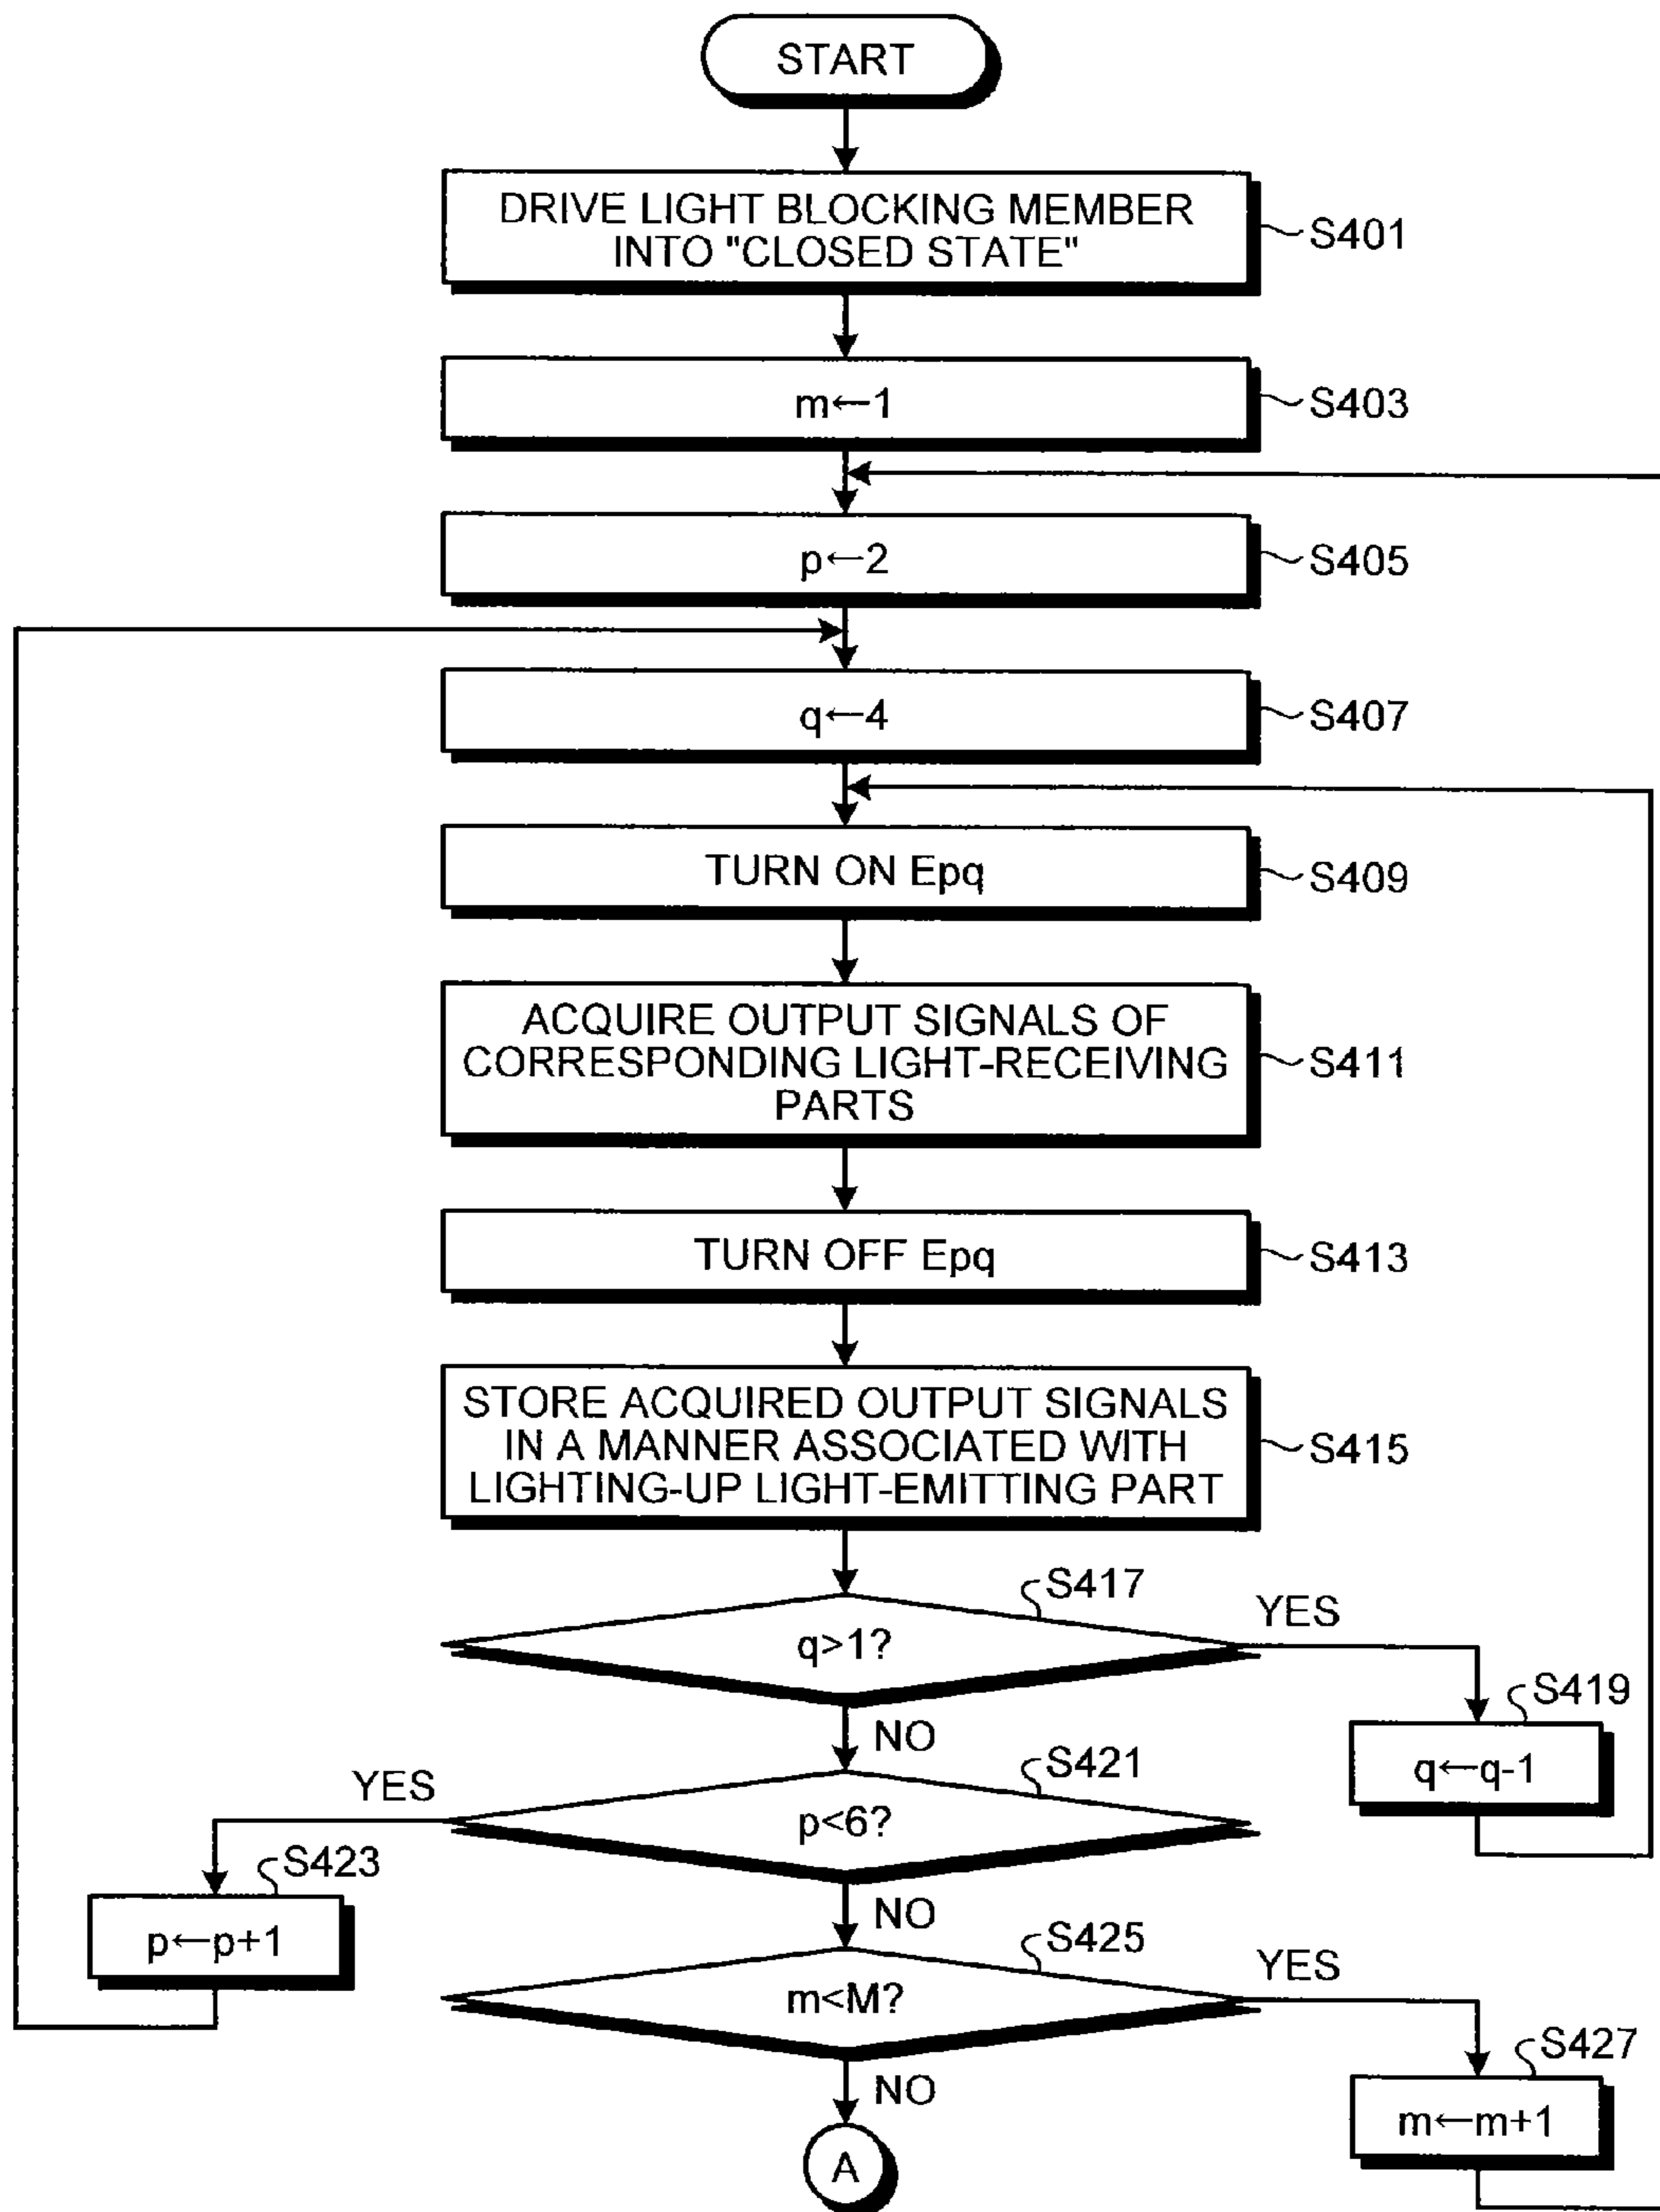 START
DRIVE LIGHT BLOCKING MEMBER
INTO "CLOSED STATE"
S401
m←1
S403
p←2
S405
q←4
S407
TURN ON Epq
S409
ACQUIRE OUTPUT SIGNALS OF
CORRESPONDING LIGHT-RECEIVING
PARTS
S411
TURN OFF Epq
S413
STORE ACQUIRED OUTPUT SIGNALS
IN A MANNER ASSOCIATED WITH
LIGHTING-UP LIGHT-EMITTING PART
S415
S417
q>1?
YES
NO
S419
q←q-1
S421
p<6?
YES
NO
S423
p←p+1
S425
m<M?
YES
NO
S427
m←m+1
A